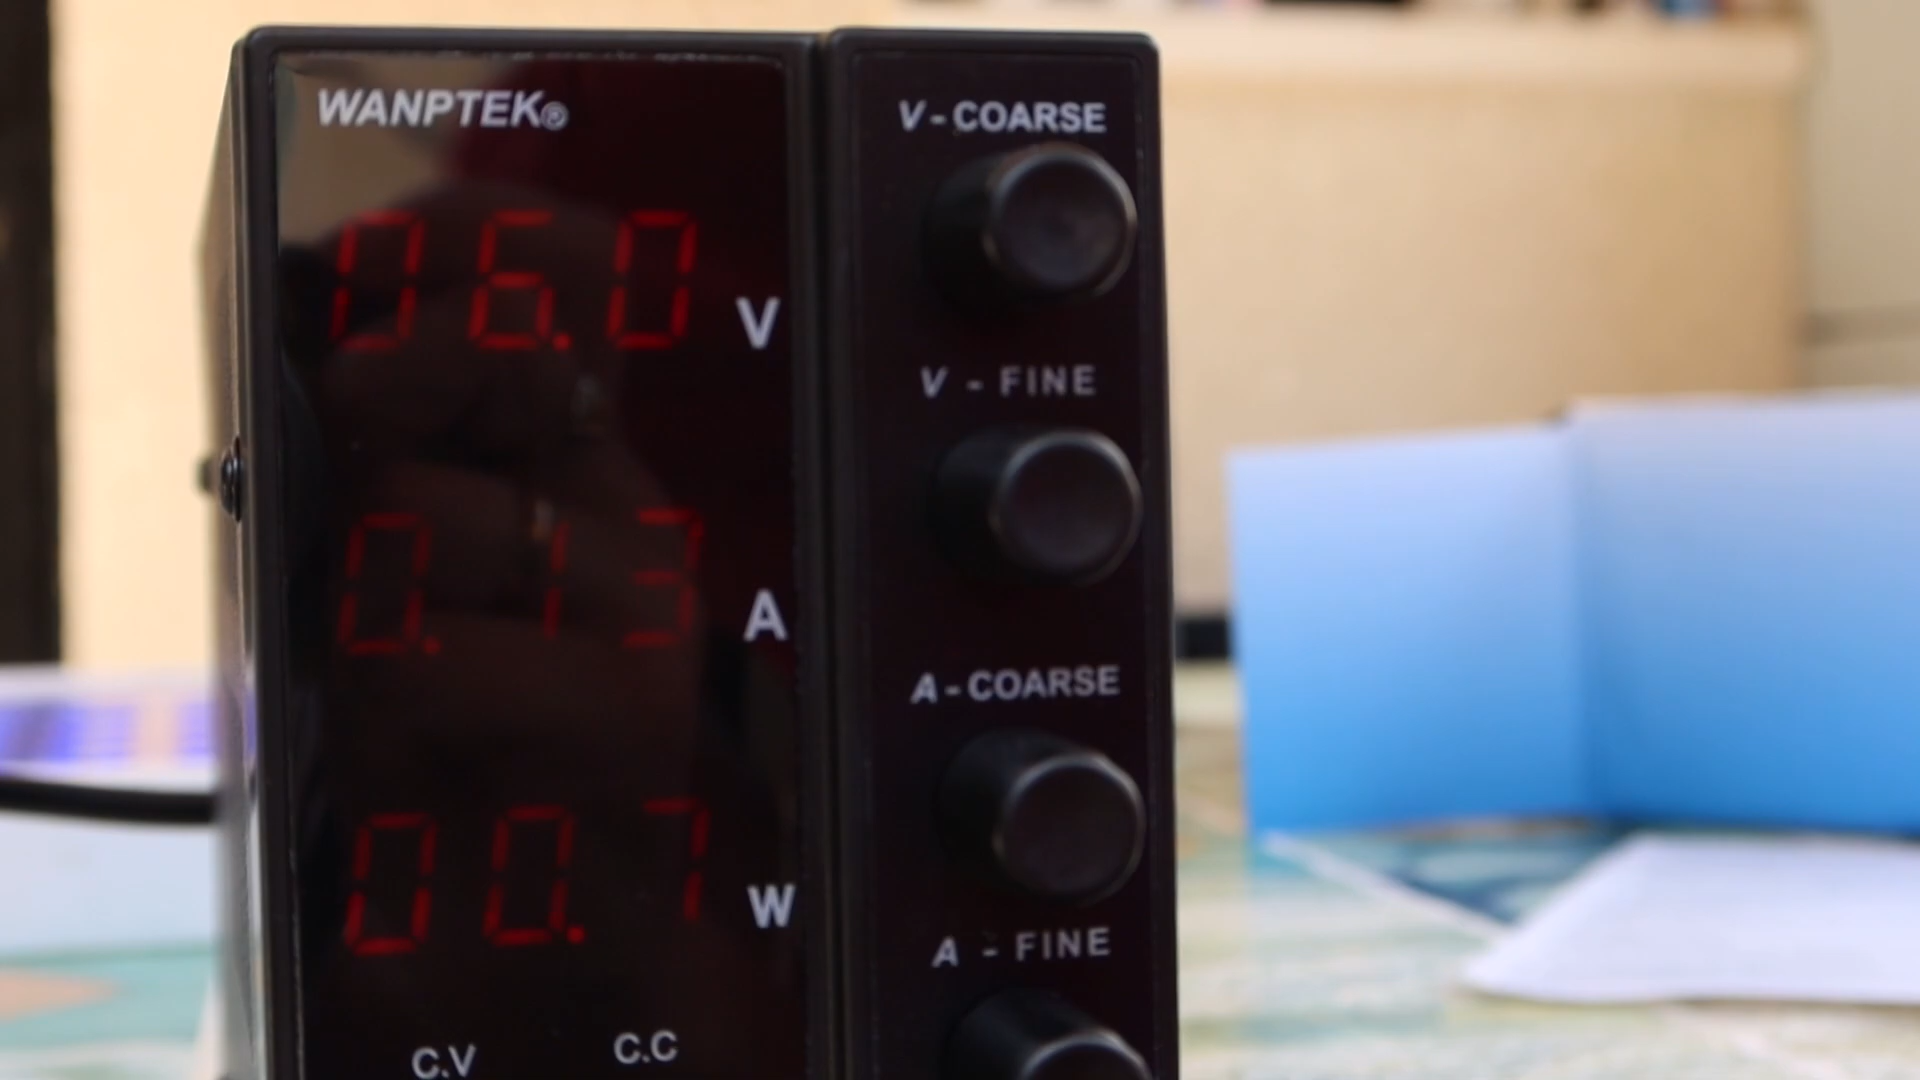 WANPTEK®
06.0 V
0.13 A
00.7 W
C.V C.C
V-COARSE
V - FINE
A-COARSE
A - FINE